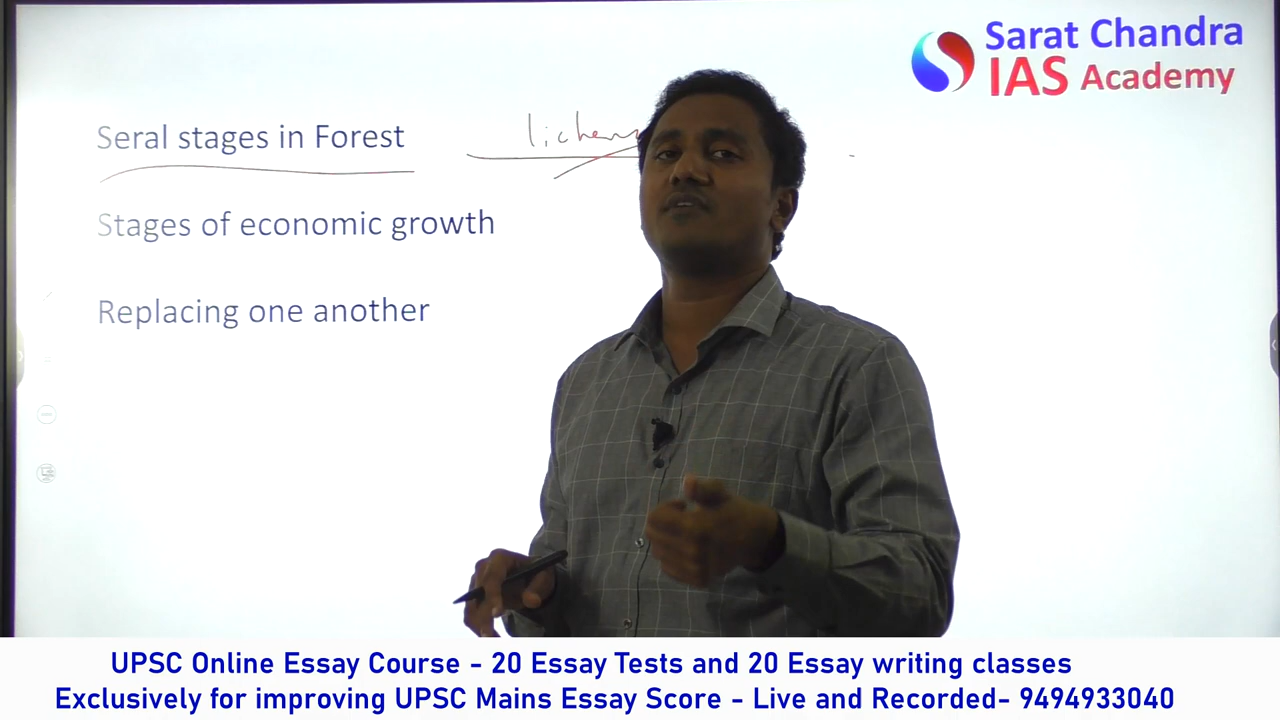 Sarat Chandra
IAS Academy
Seral stages in Forest
lichens
Stages of economic growth
Replacing one another
UPSC Online Essay Course - 20 Essay Tests and 20 Essay writing classes
Exclusively for improving UPSC Mains Essay Score - Live and Recorded- 9494933040